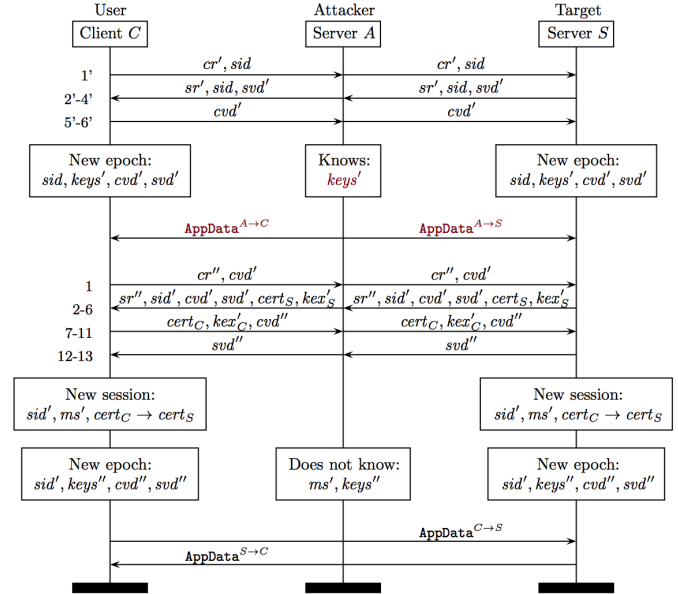 User Attacker Target
Client C Server A Server S
1' cr′, sid cr′, sid
2'-4' sr′, sid, svd′ sr′, sid, svd′
5'-6' cvd′ cvd′
New epoch: Knows: New epoch:
sid, keys′, cvd′, svd′ keys′ sid, keys′, cvd′, svd′
AppData^{A→C} AppData^{A→S}
1 cr″, cvd′ cr″, cvd′
2-6 sr″, sid′, cvd′, svd′, cert_S, kex′_S sr″, sid′, cvd′, svd′, cert_S, kex′_S
7-11 cert_C, kex′_C, cvd″ cert_C, kex′_C, cvd″
12-13 svd″ svd″
New session: New session:
sid′, ms′, cert_C → cert_S sid′, ms′, cert_C → cert_S
New epoch: Does not know: New epoch:
sid′, keys″, cvd″, svd″ ms′, keys″ sid′, keys″, cvd″, svd″
AppData^{C→S}
AppData^{S→C}